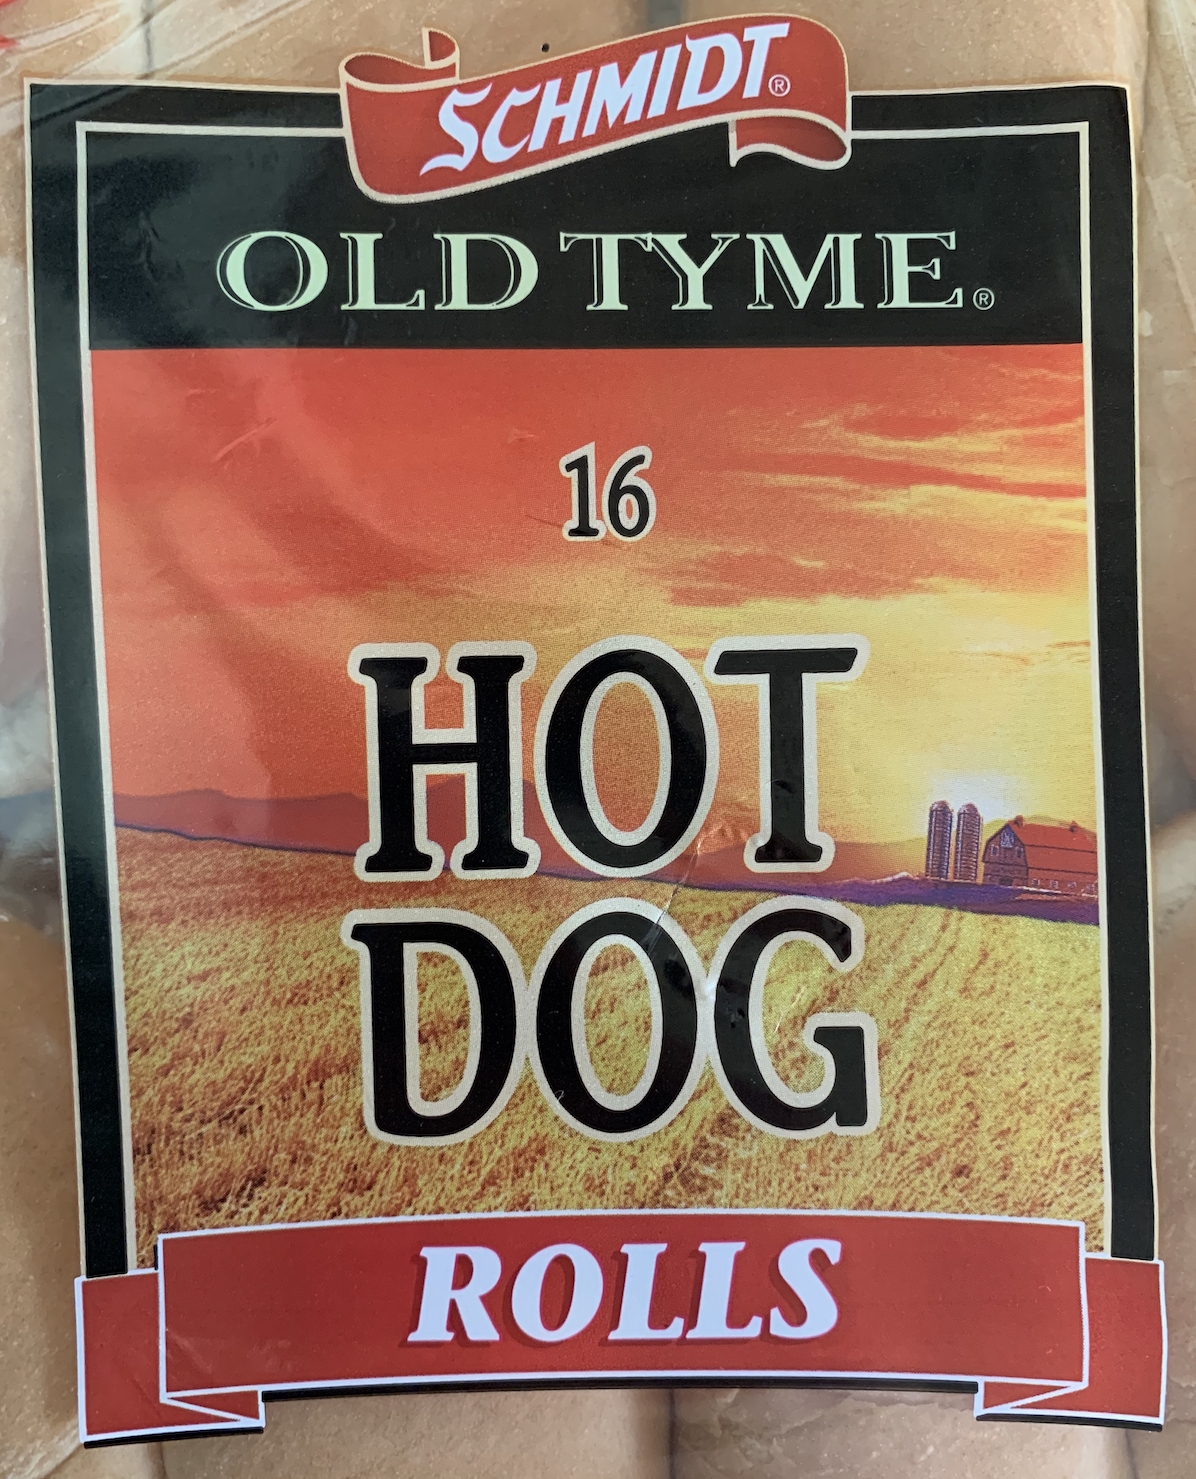 SCHMIDT®
OLD TYME®
16
HOT
DOG
ROLLS